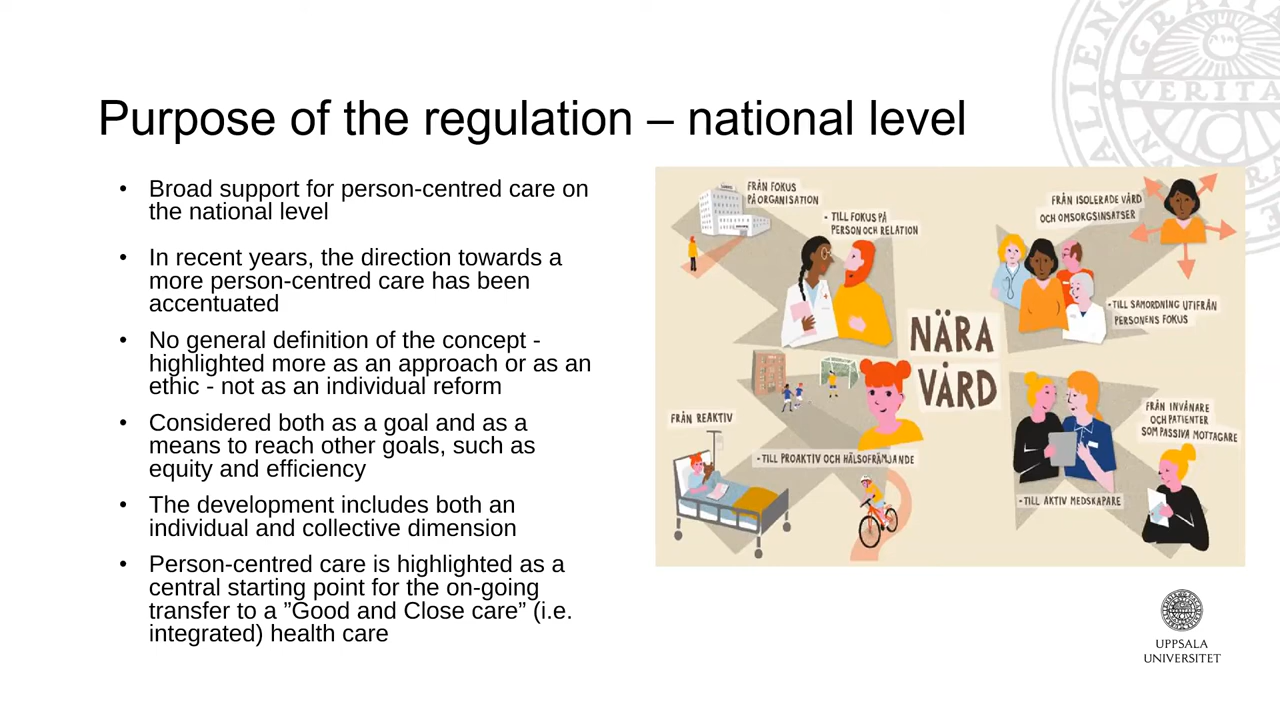 Purpose of the regulation – national level
• Broad support for person-centred care on
the national level
• In recent years, the direction towards a
more person-centred care has been
accentuated
• No general definition of the concept -
highlighted more as an approach or as an
ethic - not as an individual reform
• Considered both as a goal and as a
means to reach other goals, such as
equity and efficiency
• The development includes both an
individual and collective dimension
• Person-centred care is highlighted as a
central starting point for the on-going
transfer to a ”Good and Close care” (i.e.
integrated) health care
FRÅN FOKUS
PÅ ORGANISATION
- TILL FOKUS PÅ
PERSON OCH RELATION
FRÅN ISOLERADE VÅRD
OCH OMSORGSINSATSER
- TILL SAMORDNING UTIFRÅN
PERSONENS FOKUS
NÄRA
VÅRD
FRÅN REAKTIV
- TILL PROAKTIV OCH HÄLSOFRÄMJANDE
FRÅN INVÅNARE
OCH PATIENTER
SOM PASSIVA MOTTAGARE
- TILL AKTIV MEDSKAPARE
UPPSALA
UNIVERSITET
VERITA